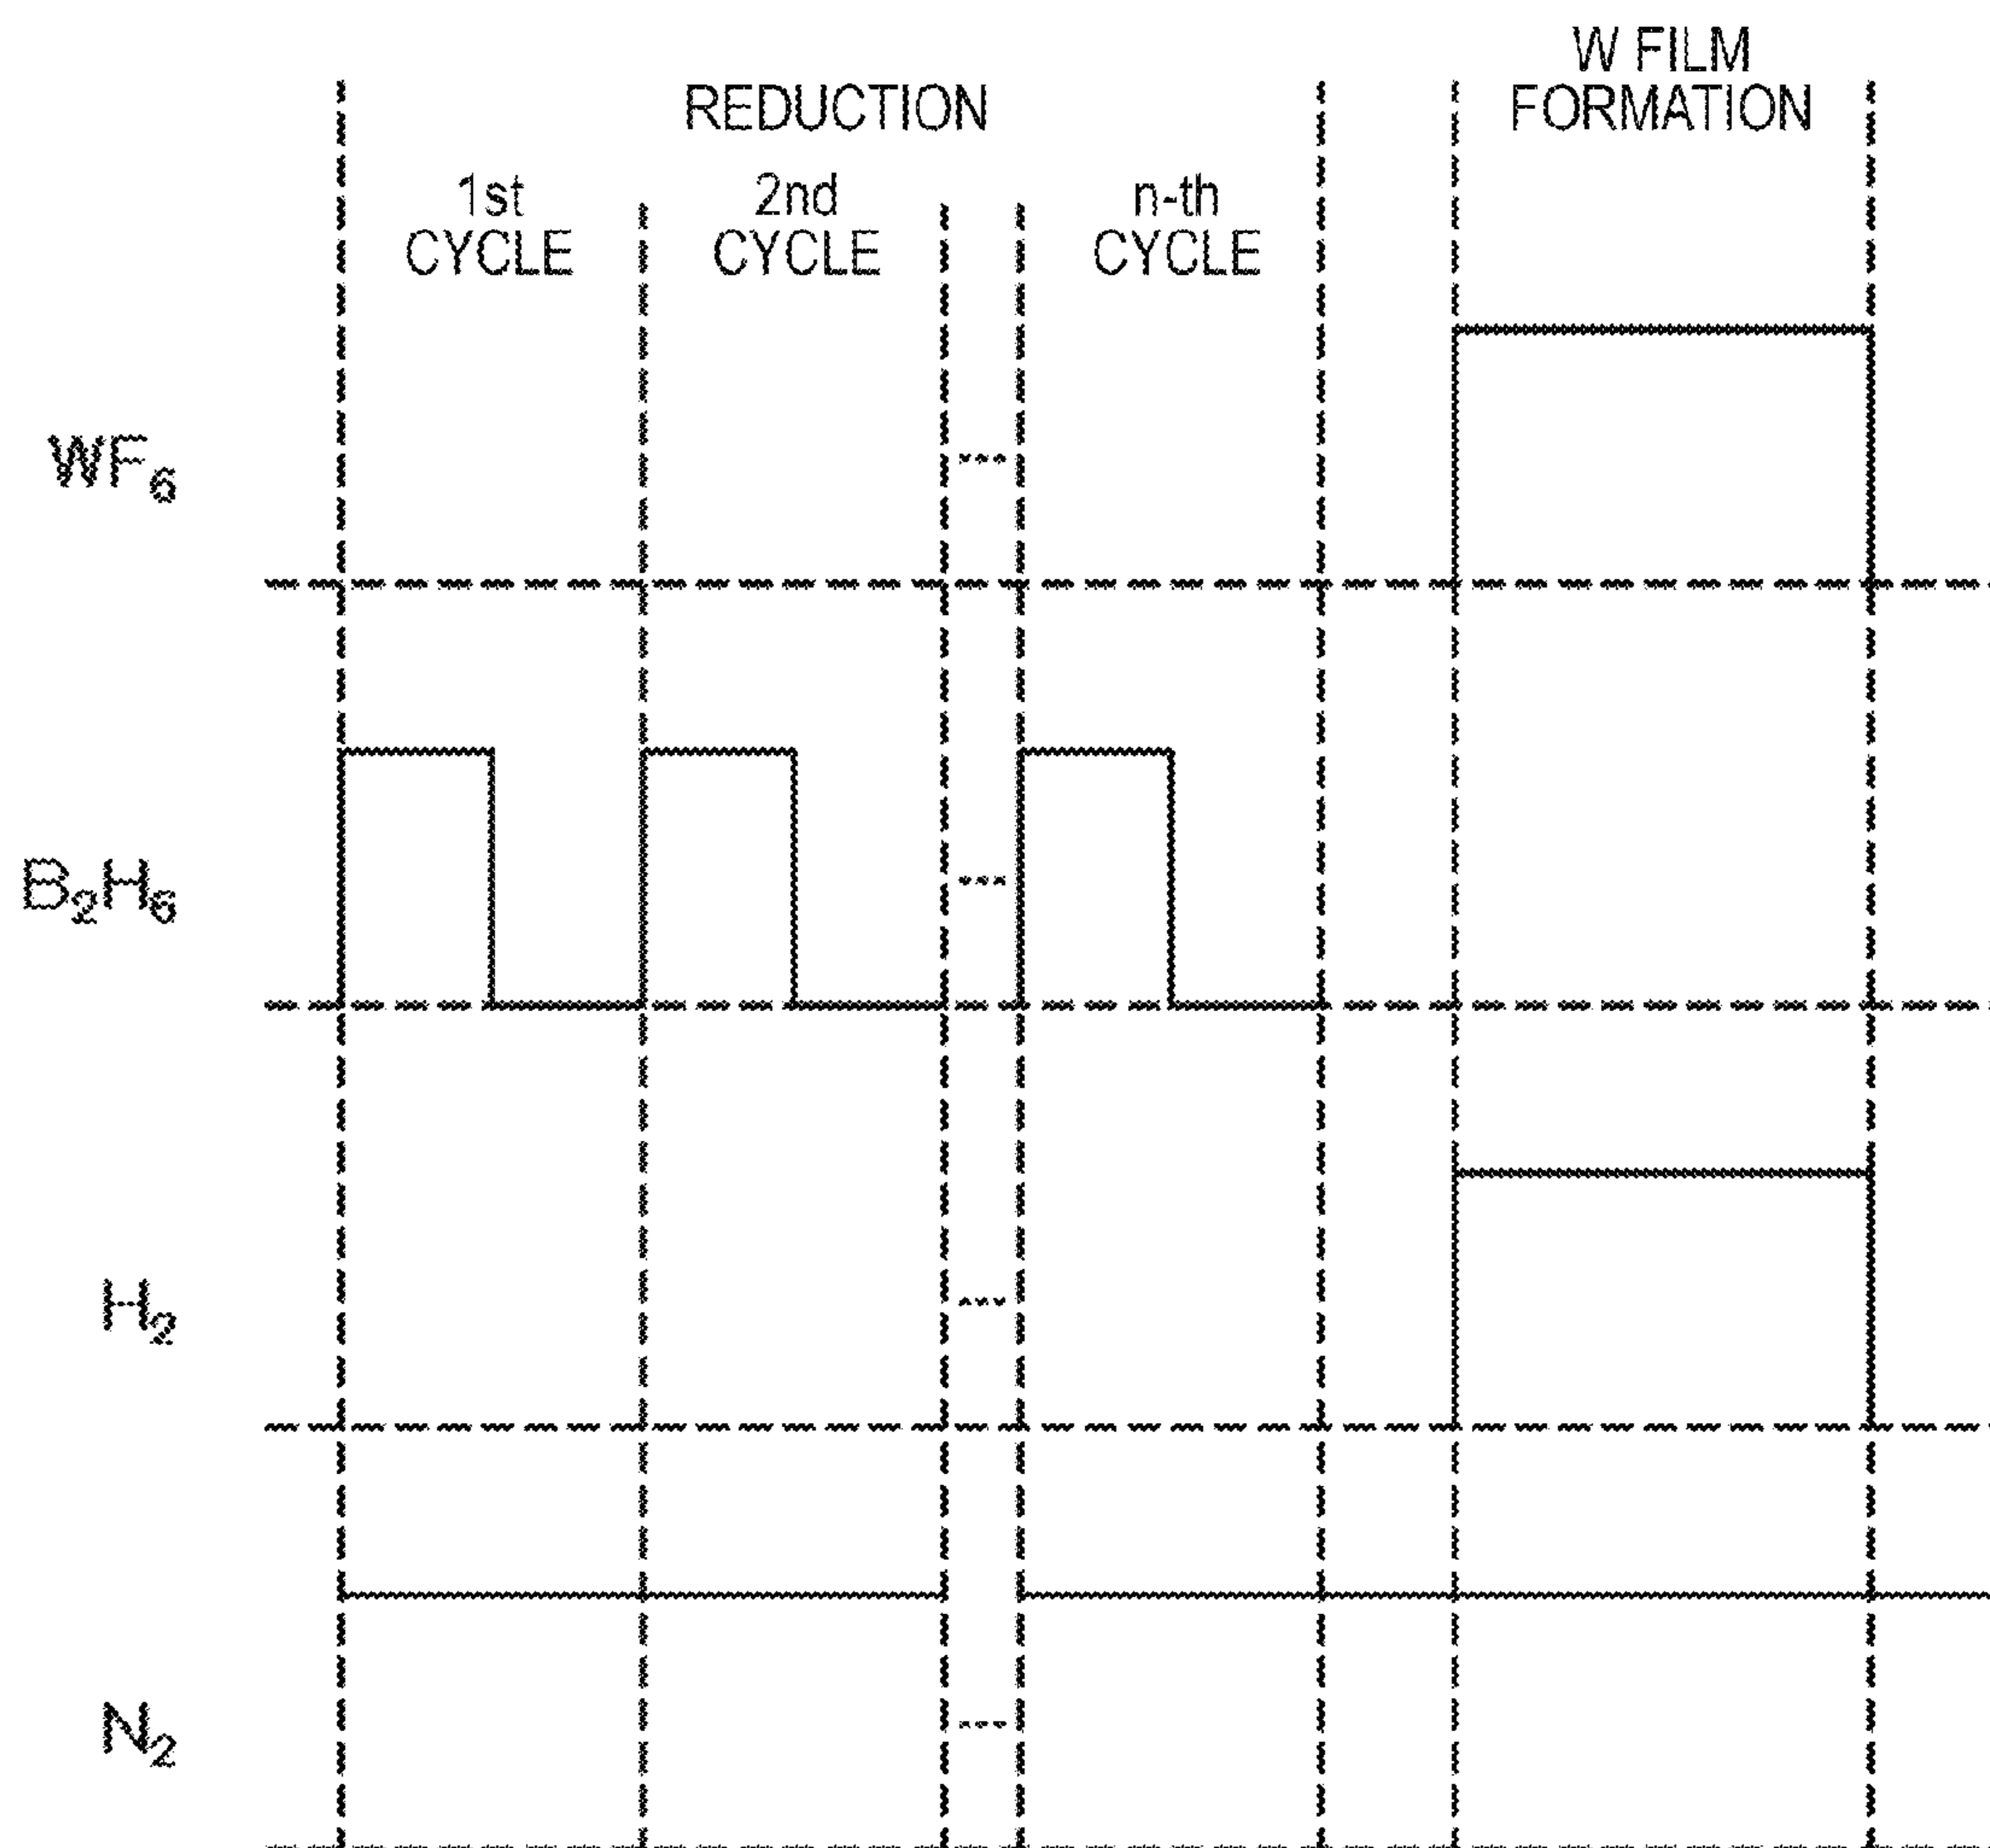 REDUCTION
W FILM
FORMATION
1st
CYCLE
2nd
CYCLE
n-th
CYCLE
WF₆
...
B₂H₆
...
H₂
...
N₂
...